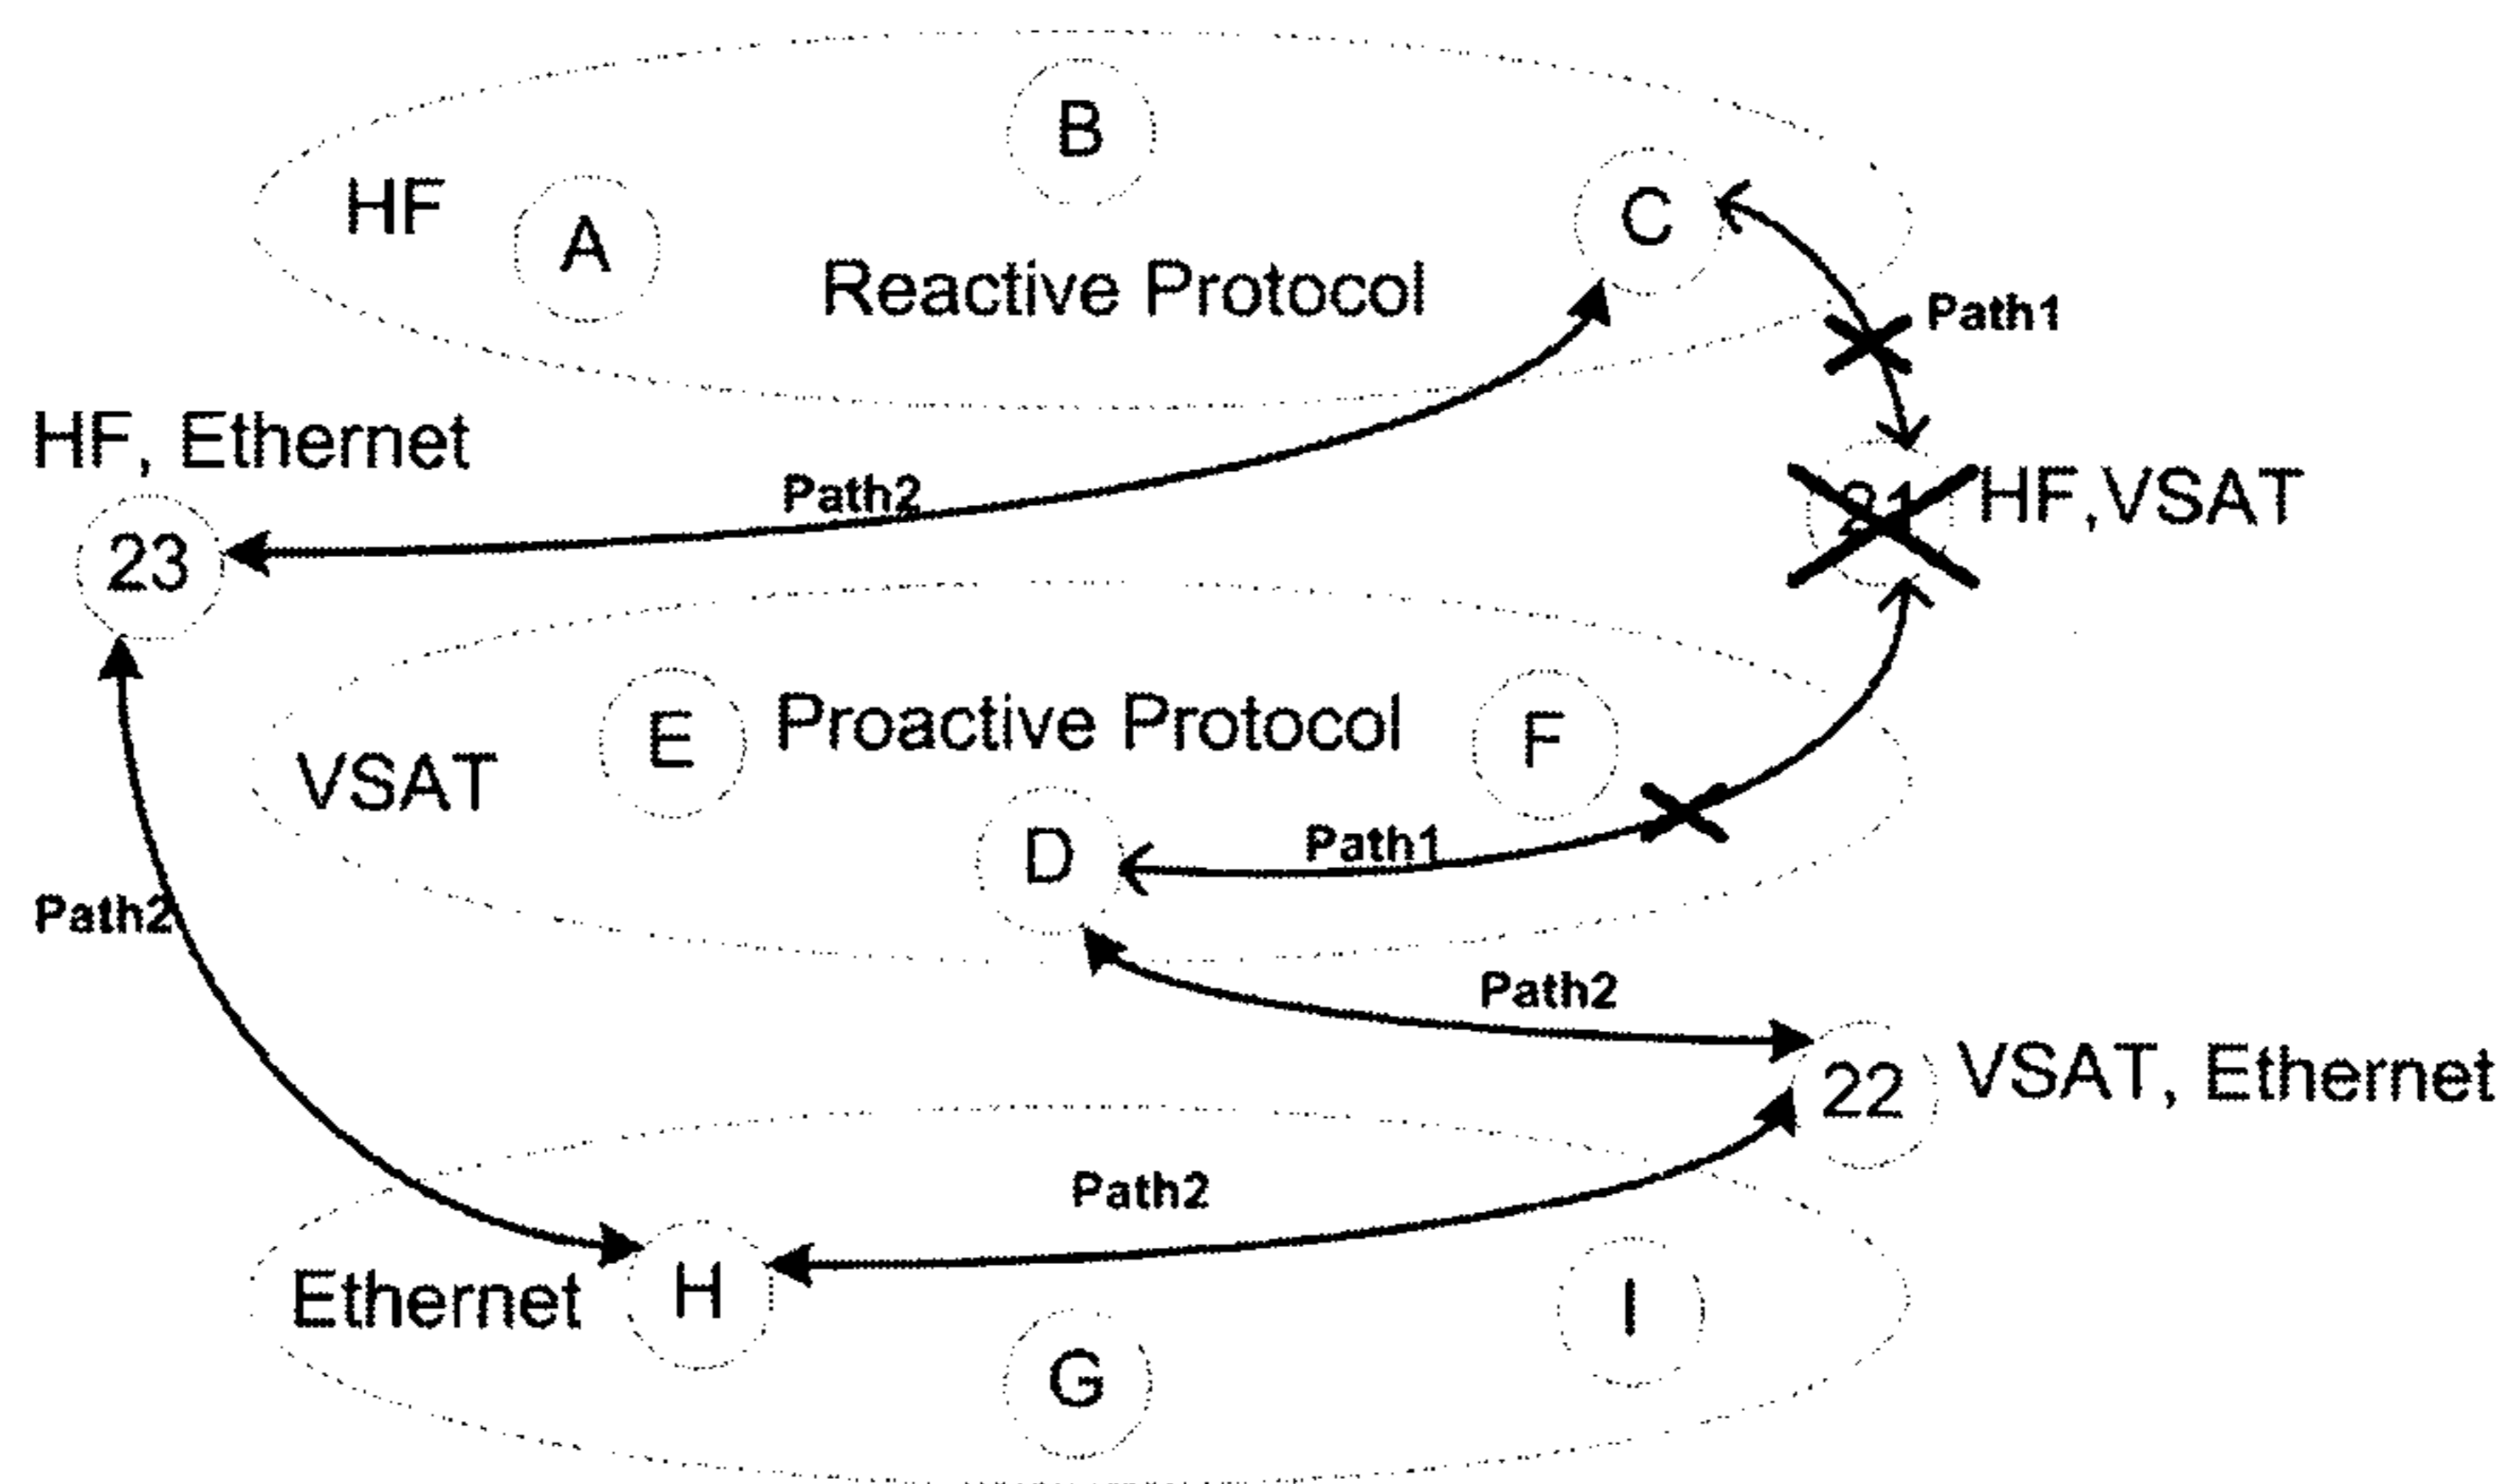 B
HF
A
C
Reactive Protocol
Path1
HF, Ethernet
Path2
HF,VSAT
23
E
Proactive Protocol
F
VSAT
D
Path1
Path2
Path2
22
VSAT, Ethernet
Path2
Ethernet
H
I
G